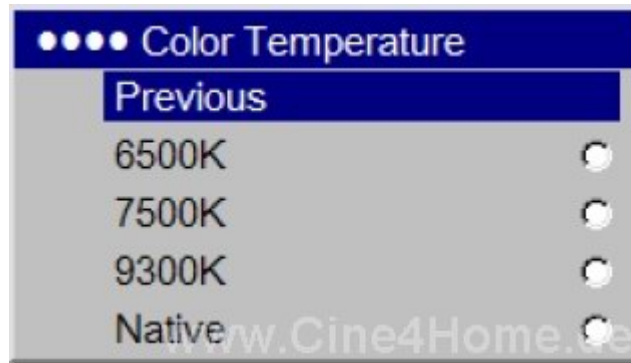 Color Temperature
Previous
6500K
7500K
9300K
Native
www.Cine4Home.de